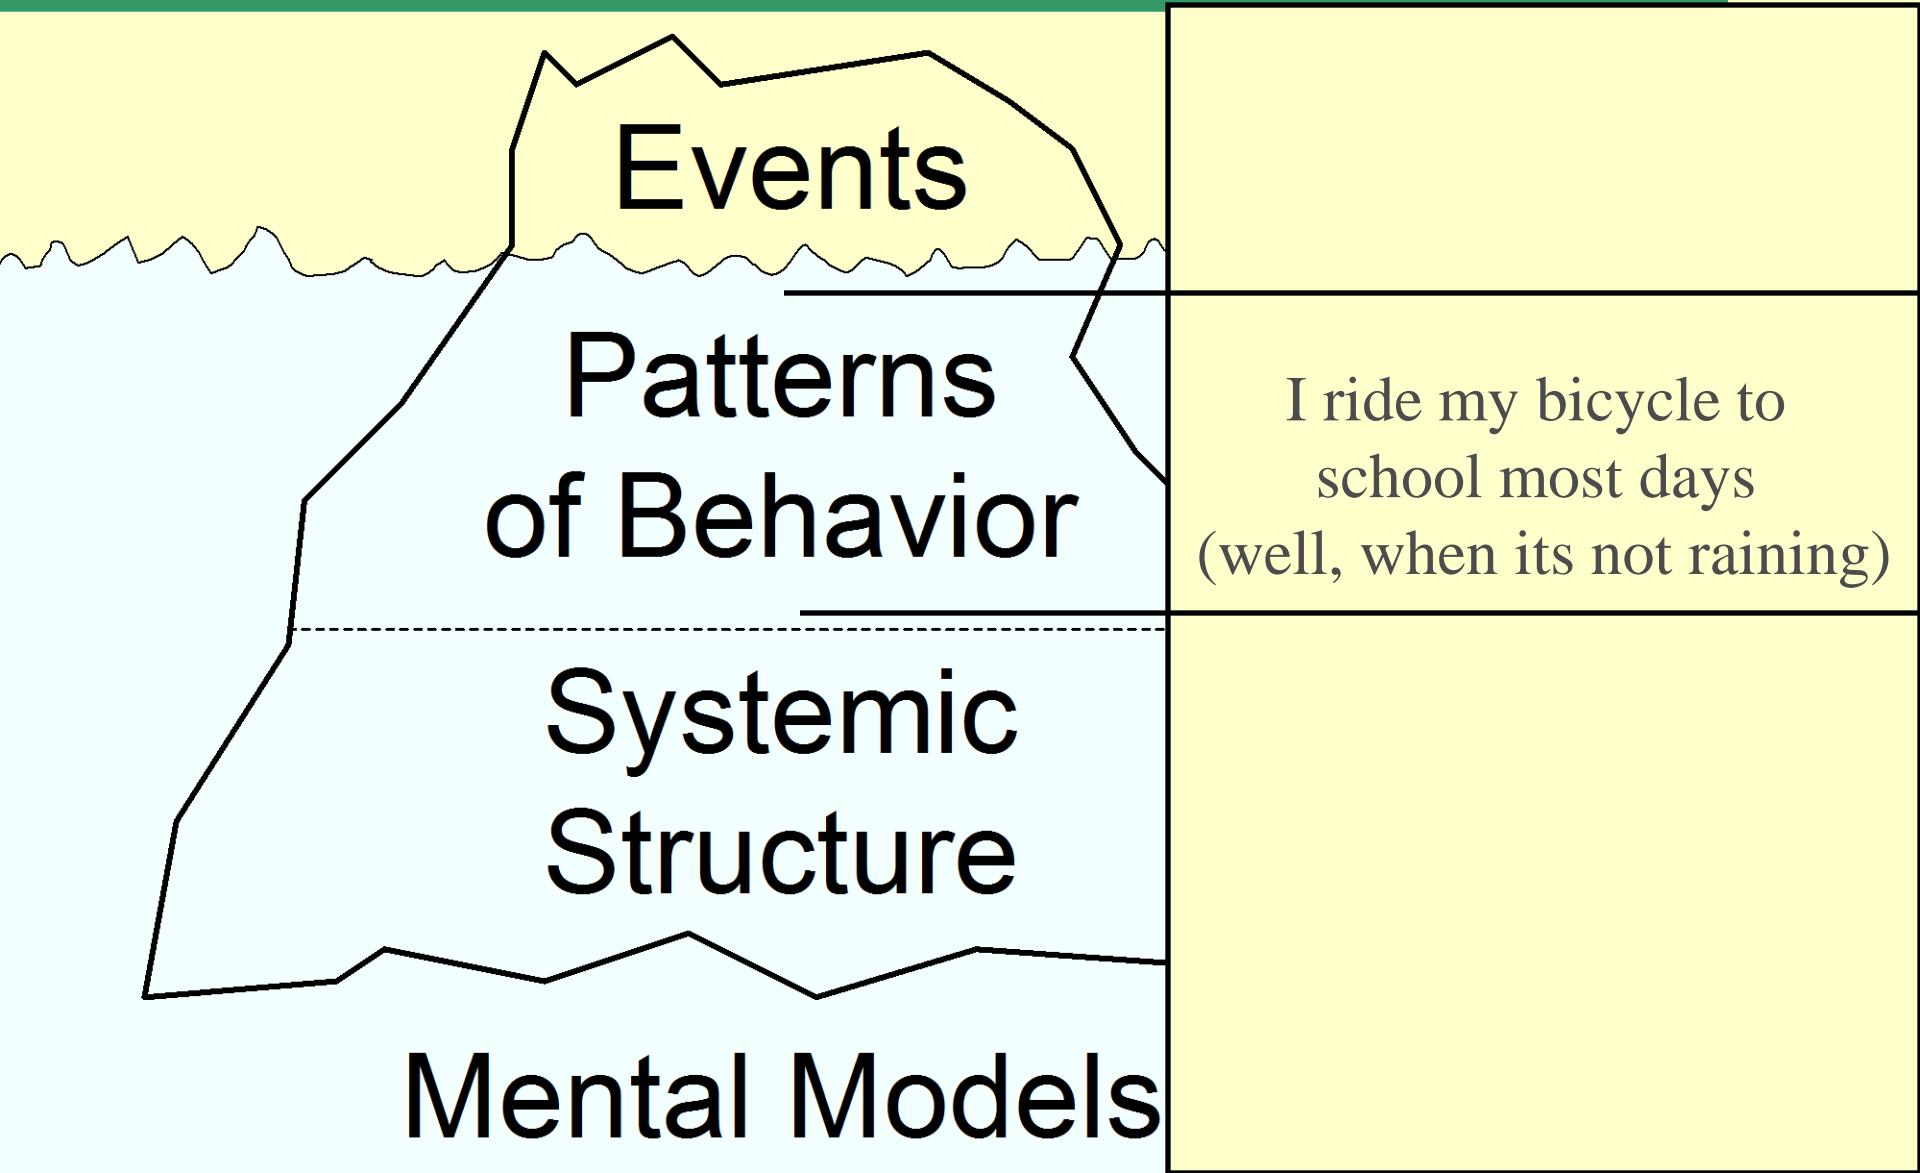 Events
Patterns
of Behavior
I ride my bicycle to
school most days
(well, when its not raining)
Systemic
Structure
Mental Models